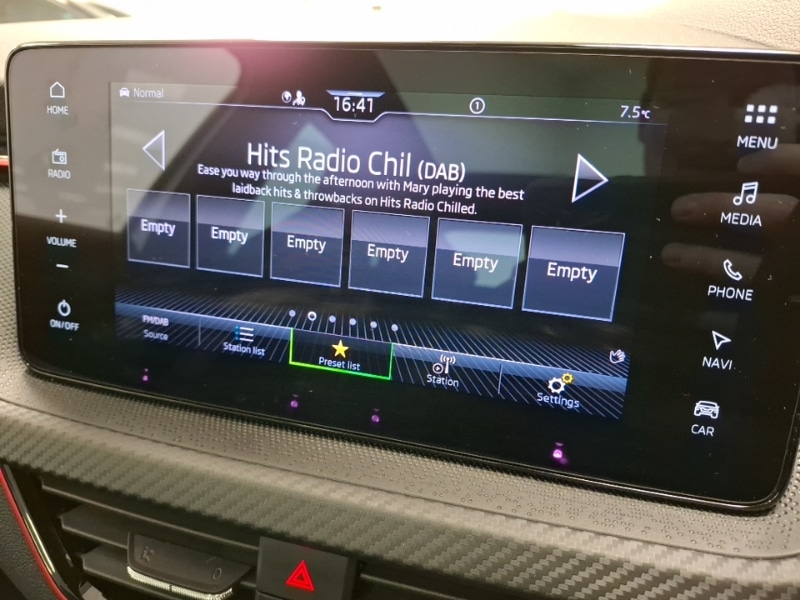 Normal
16:41
1
7.5°C
HOME
RADIO
+
VOLUME
−
ON/OFF
Hits Radio Chil (DAB)
Ease you way through the afternoon with Mary playing the best
laidback hits & throwbacks on Hits Radio Chilled.
Empty Empty Empty Empty Empty Empty
FM/DAB
Source
Station list
Preset list
Station
Settings
MENU
MEDIA
PHONE
NAVI
CAR
0